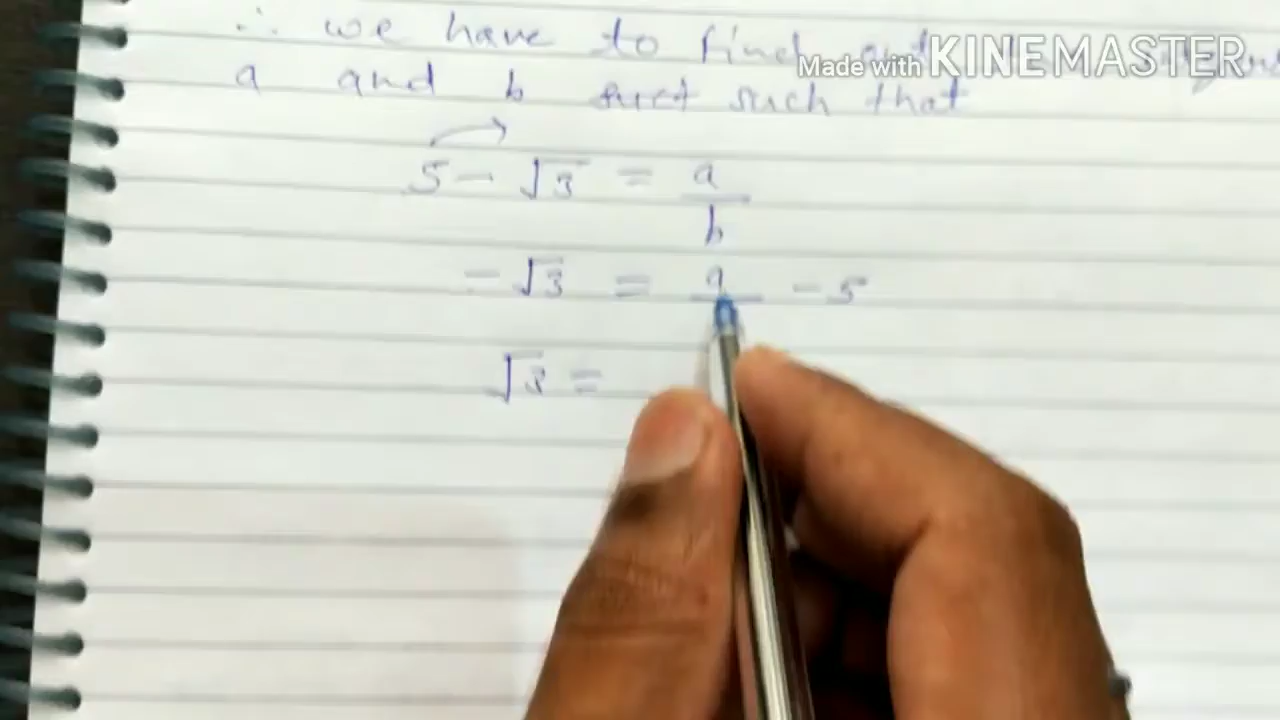 ∴ we have to find
Made with KINEMASTER
a and b such that
5 - √3 = a/b
- √3 = a - 5
√3 =